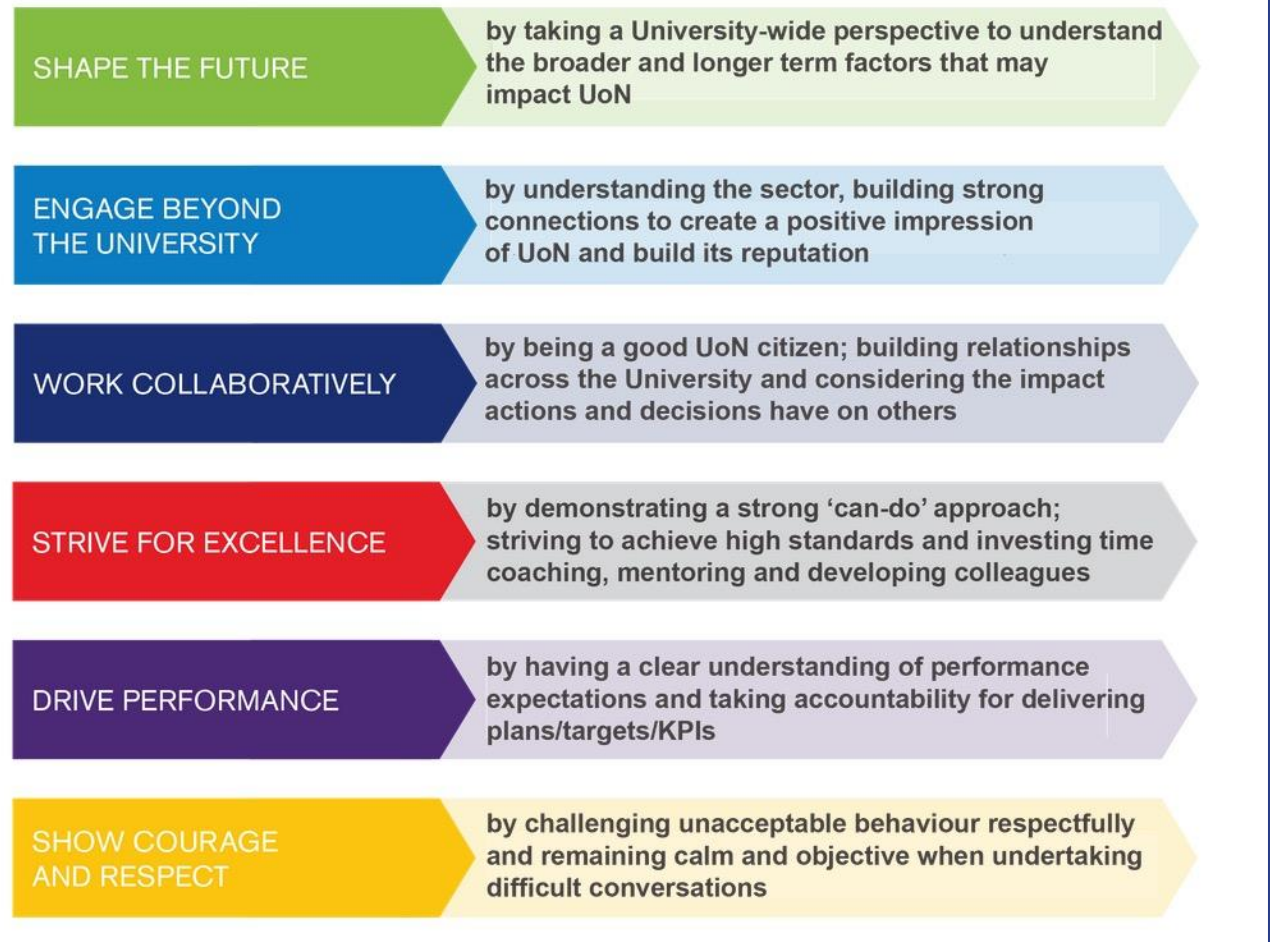 SHAPE THE FUTURE
by taking a University-wide perspective to understand
the broader and longer term factors that may
impact UoN
ENGAGE BEYOND
THE UNIVERSITY
by understanding the sector, building strong
connections to create a positive impression
of UoN and build its reputation
WORK COLLABORATIVELY
by being a good UoN citizen; building relationships
across the University and considering the impact
actions and decisions have on others
STRIVE FOR EXCELLENCE
by demonstrating a strong ‘can-do’ approach;
striving to achieve high standards and investing time
coaching, mentoring and developing colleagues
DRIVE PERFORMANCE
by having a clear understanding of performance
expectations and taking accountability for delivering
plans/targets/KPIs
SHOW COURAGE
AND RESPECT
by challenging unacceptable behaviour respectfully
and remaining calm and objective when undertaking
difficult conversations